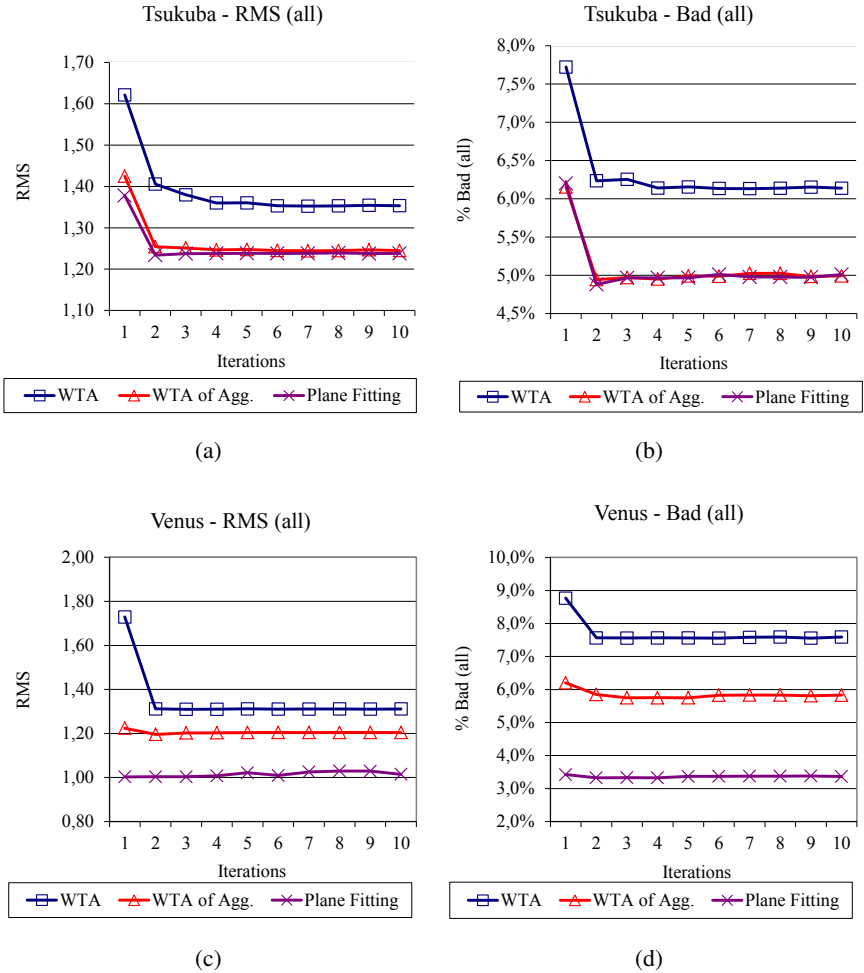 Tsukuba - RMS (all)
1,70
1,60
1,50
1,40
1,30
1,20
1,10
RMS
1 2 3 4 5 6 7 8 9 10
Iterations
WTA WTA of Agg. Plane Fitting
(a)
Tsukuba - Bad (all)
8,0%
7,5%
7,0%
6,5%
6,0%
5,5%
5,0%
4,5%
% Bad (all)
1 2 3 4 5 6 7 8 9 10
Iterations
WTA WTA of Agg. Plane Fitting
(b)
Venus - RMS (all)
2,00
1,80
1,60
1,40
1,20
1,00
0,80
RMS
1 2 3 4 5 6 7 8 9 10
Iterations
WTA WTA of Agg. Plane Fitting
(c)
Venus - Bad (all)
10,0%
9,0%
8,0%
7,0%
6,0%
5,0%
4,0%
3,0%
2,0%
% Bad (all)
1 2 3 4 5 6 7 8 9 10
Iterations
WTA WTA of Agg. Plane Fitting
(d)